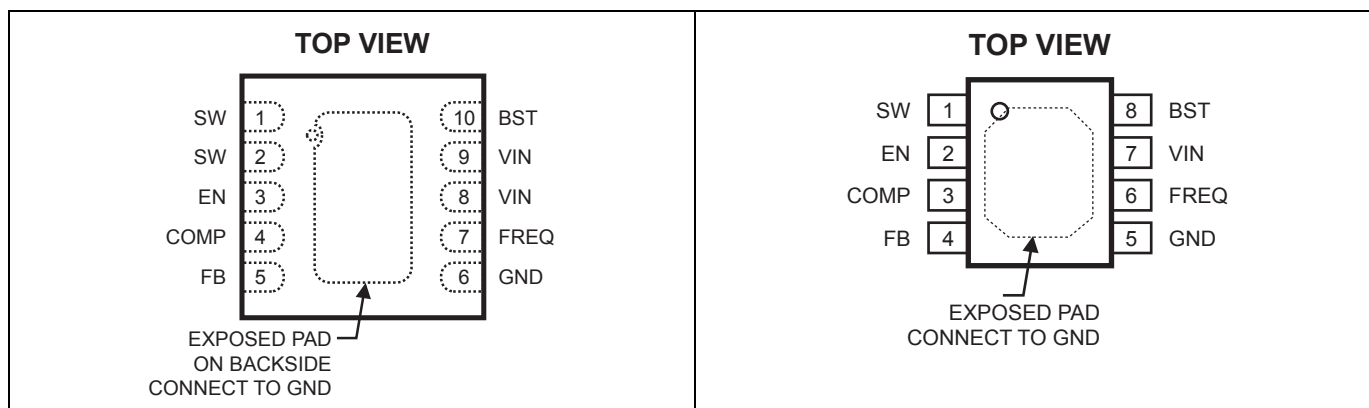 TOP VIEW
SW 1 10 BST
SW 2 9 VIN
EN 3 8 VIN
COMP 4 7 FREQ
FB 5 6 GND
EXPOSED PAD
ON BACKSIDE
CONNECT TO GND
TOP VIEW
SW 1 8 BST
EN 2 7 VIN
COMP 3 6 FREQ
FB 4 5 GND
EXPOSED PAD
CONNECT TO GND